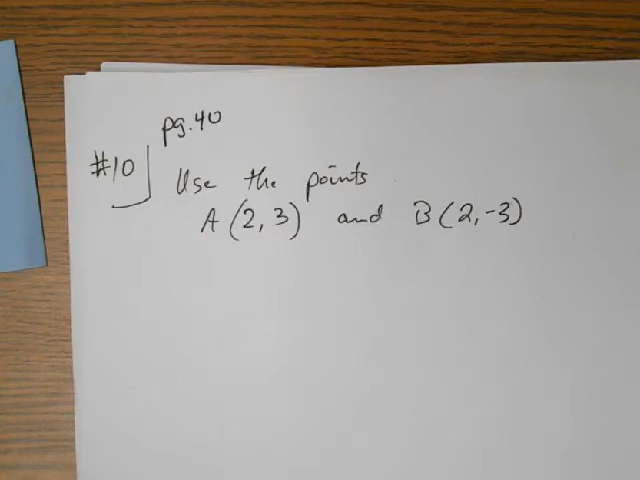 pg.40
#10 Use the points
A (2, 3) and B (2, -3)